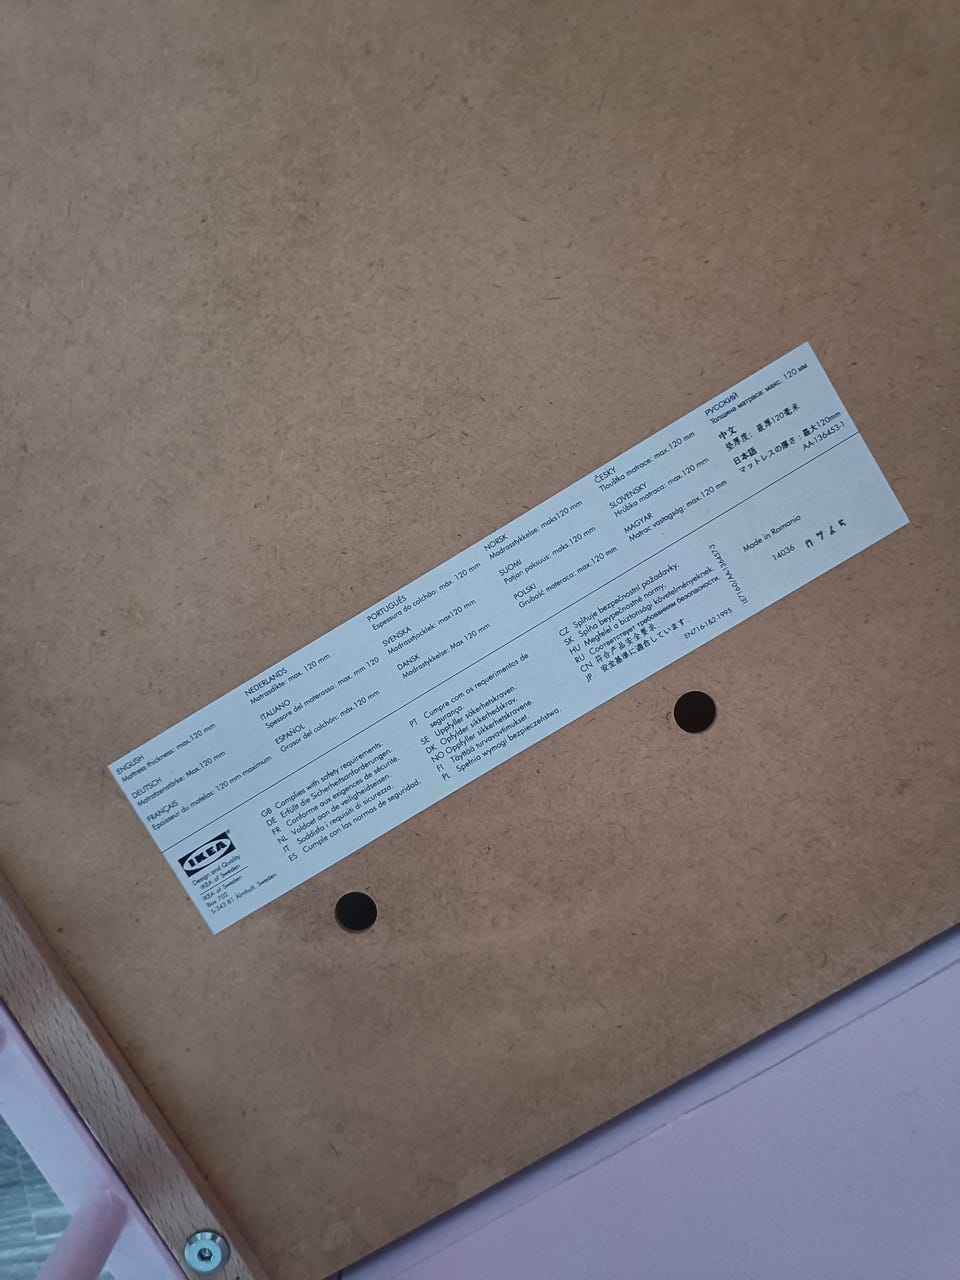 ENGLISH
Mattress thickness: max.120 mm
DEUTSCH
Matratzenstärke: Max.120 mm
FRANÇAIS
Epaisseur du matelas: 120 mm maximum
NEDERLANDS
Matrasdikte: max. 120 mm
ITALIANO
Spessore del materasso: max. mm 120
ESPAÑOL
Grosor del colchón: máx.120 mm
PORTUGUÊS
Espessura do colchão: máx. 120 mm
SVENSKA
Madrasstjocklek: max120 mm
DANSK
Madrastykkelse: Max 120 mm
NORSK
Madrasstykkelse: maks120 mm
SUOMI
Patjan paksuus: maks.120 mm
POLSKI
Grubość materaca: max.120 mm
ČESKY
Tloušťka matrace: max.120 mm
SLOVENSKY
Hrúbka matraca: max.120 mm
MAGYAR
Matrac vastagság: max.120 mm
РУССКИЙ
Толщина матраса: макс. 120 мм
中文
垫厚度: 最厚120毫米
日本語
マットレスの厚さ:最大120mm
AA-136453-1
IKEA®
Design and Quality
IKEA of Sweden
IKEA of Sweden
Box 702
S-343 81 Älmhult, Sweden
GB Complies with safety requirements.
DE Erfüllt die Sicherheitsanforderungen.
FR Conforme aux exigences de sécurité.
NL Voldoet aan de veiligheidseisen.
IT Soddisfa i requisiti di sicurezza.
ES Cumple con las normas de seguridad.
PT Cumpre com os requerimentos de
segurança.
SE Uppfyller säkerhetskraven.
DK Opfylder sikkerhedskrav.
NO Oppfyller sikkerhetskravene.
FI Täyttää turvavaatimukset.
PL Spełnia wymogi bezpieczeństwa.
CZ Splňuje bezpečnostní požadavky.
SK Spĺňa bezpečnostné normy.
HU Megfelel a biztonsági követelményeknek.
RU Соответствует требованиям безопасности.
CN 符合产品安全要求.
JP 安全基準に適合しています.
EN716-1&2:1995
Made in Romania
14036